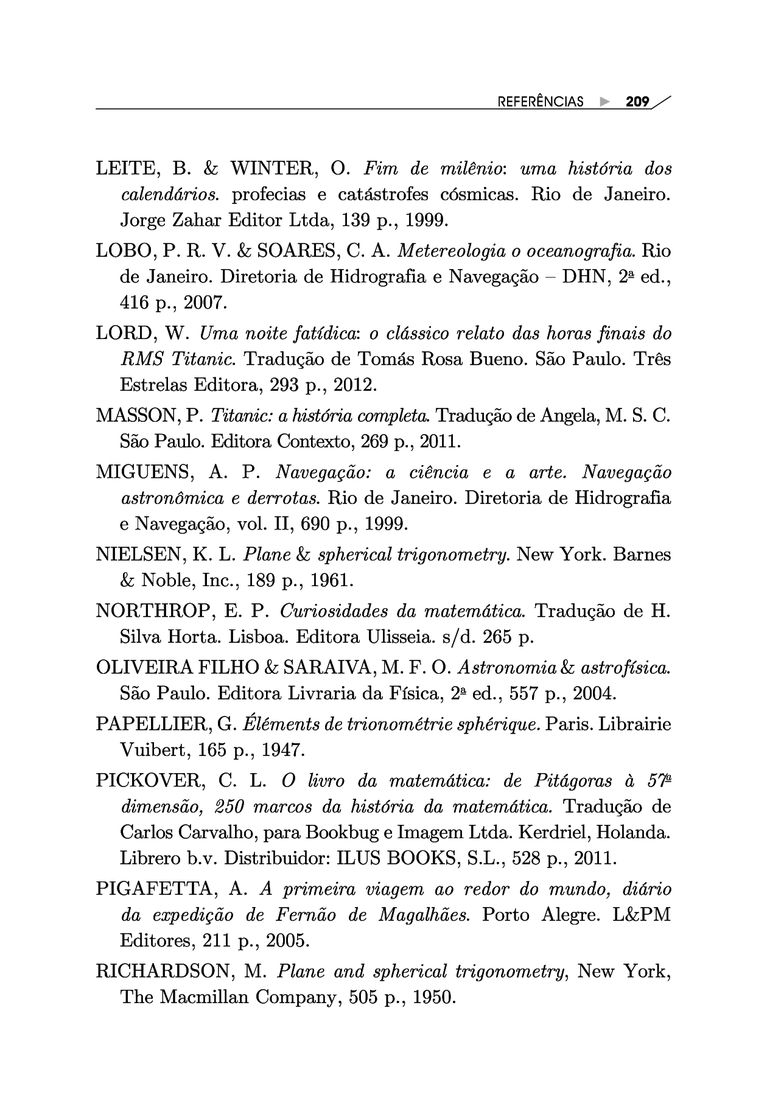 REFERÊNCIAS ▶ 209
LEITE, B. & WINTER, O. Fim de milênio: uma história dos
calendários. profecias e catástrofes cósmicas. Rio de Janeiro.
Jorge Zahar Editor Ltda, 139 p., 1999.
LOBO, P. R. V. & SOARES, C. A. Metereologia o oceanografia. Rio
de Janeiro. Diretoria de Hidrografia e Navegação – DHN, 2ª ed.,
416 p., 2007.
LORD, W. Uma noite fatídica: o clássico relato das horas finais do
RMS Titanic. Tradução de Tomás Rosa Bueno. São Paulo. Três
Estrelas Editora, 293 p., 2012.
MASSON, P. Titanic: a história completa. Tradução de Angela, M. S. C.
São Paulo. Editora Contexto, 269 p., 2011.
MIGUENS, A. P. Navegação: a ciência e a arte. Navegação
astronômica e derrotas. Rio de Janeiro. Diretoria de Hidrografia
e Navegação, vol. II, 690 p., 1999.
NIELSEN, K. L. Plane & spherical trigonometry. New York. Barnes
& Noble, Inc., 189 p., 1961.
NORTHROP, E. P. Curiosidades da matemática. Tradução de H.
Silva Horta. Lisboa. Editora Ulisseia. s/d. 265 p.
OLIVEIRA FILHO & SARAIVA, M. F. O. Astronomia & astrofísica.
São Paulo. Editora Livraria da Física, 2ª ed., 557 p., 2004.
PAPELLIER, G. Éléments de trionométrie sphérique. Paris. Librairie
Vuibert, 165 p., 1947.
PICKOVER, C. L. O livro da matemática: de Pitágoras à 57ª
dimensão, 250 marcos da história da matemática. Tradução de
Carlos Carvalho, para Bookbug e Imagem Ltda. Kerdriel, Holanda.
Librero b.v. Distribuidor: ILUS BOOKS, S.L., 528 p., 2011.
PIGAFETTA, A. A primeira viagem ao redor do mundo, diário
da expedição de Fernão de Magalhães. Porto Alegre. L&PM
Editores, 211 p., 2005.
RICHARDSON, M. Plane and spherical trigonometry, New York,
The Macmillan Company, 505 p., 1950.